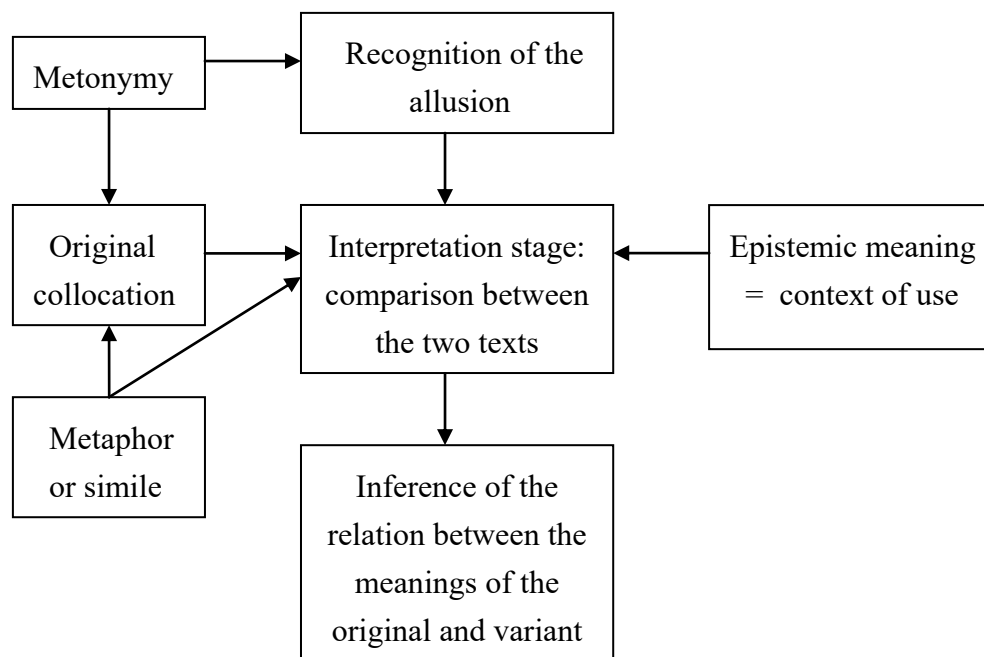 Metonymy
Recognition of the
allusion
Original
collocation
Interpretation stage:
comparison between
the two texts
Epistemic meaning
= context of use
Metaphor
or simile
Inference of the
relation between the
meanings of the
original and variant